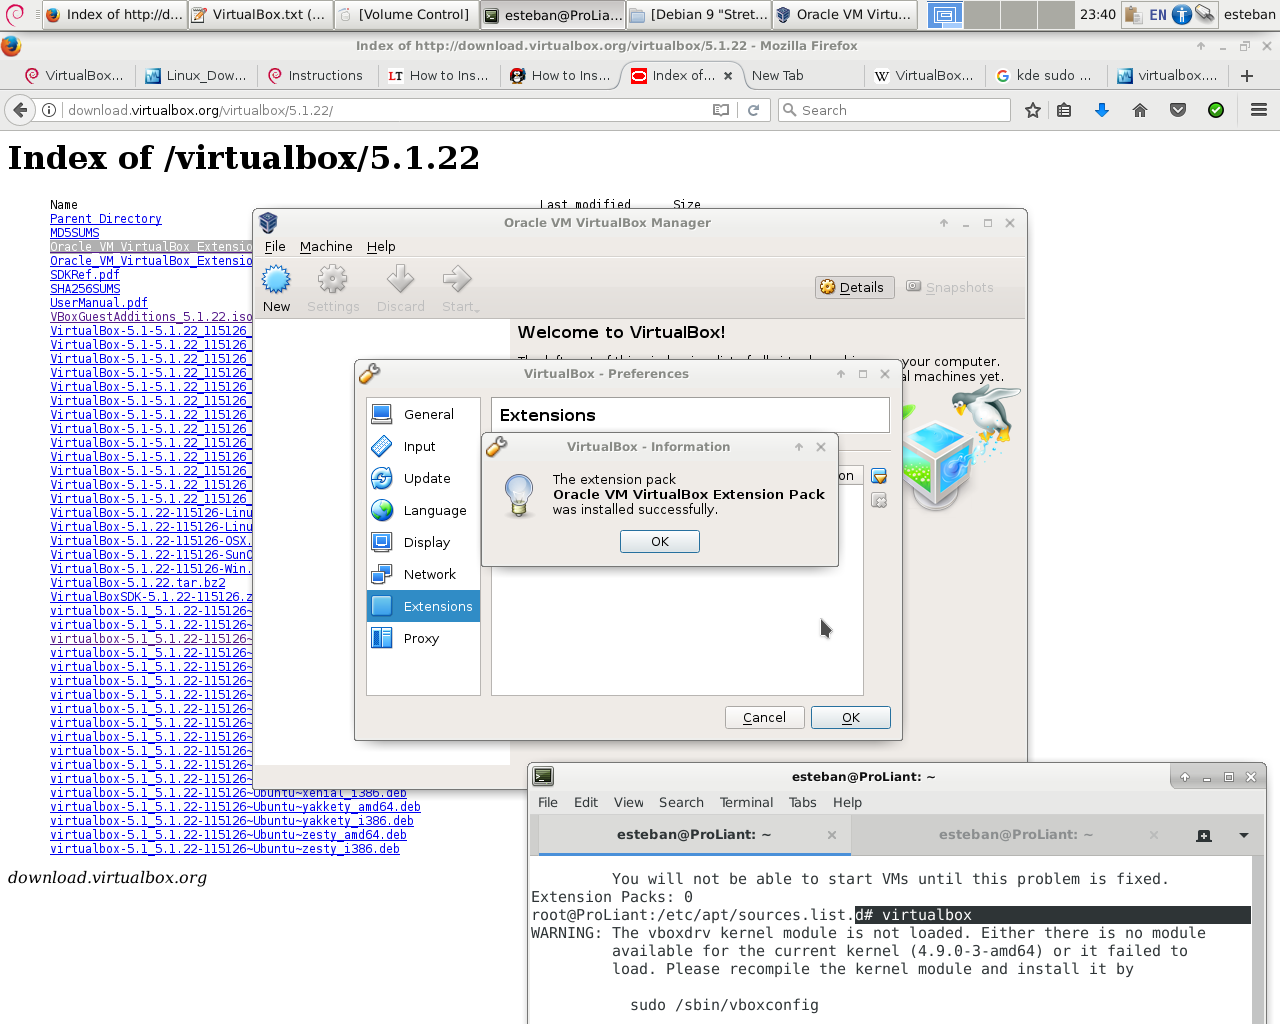 Index of http://d...
VirtualBox.txt (...
[Volume Control]
esteban@ProLia...
[Debian 9 "Stret...
Oracle VM Virtu...
23:40
EN
esteban
Index of http://download.virtualbox.org/virtualbox/5.1.22 - Mozilla Firefox
VirtualBox...
Linux_Dow...
Instructions
LT How to Ins...
How to Ins...
Index of...
New Tab
W VirtualBox...
kde sudo ...
virtualbox....
download.virtualbox.org/virtualbox/5.1.22/
Search
Index of /virtualbox/5.1.22
Name Last modified Size
Parent Directory
MD5SUMS
Oracle_VM_VirtualBox_Extensio
Oracle_VM_VirtualBox_Extensio
SDKRef.pdf
SHA256SUMS
UserManual.pdf
VBoxGuestAdditions_5.1.22.iso
VirtualBox-5.1-5.1.22_115126_
VirtualBox-5.1-5.1.22_115126_
VirtualBox-5.1-5.1.22_115126_
VirtualBox-5.1-5.1.22_115126_
VirtualBox-5.1-5.1.22_115126_
VirtualBox-5.1-5.1.22_115126_
VirtualBox-5.1-5.1.22_115126_
VirtualBox-5.1-5.1.22_115126_
VirtualBox-5.1-5.1.22_115126_
VirtualBox-5.1-5.1.22_115126_
VirtualBox-5.1-5.1.22_115126_
VirtualBox-5.1-5.1.22_115126_
VirtualBox-5.1-5.1.22_115126_
VirtualBox-5.1.22-115126-Linu
VirtualBox-5.1.22-115126-Linu
VirtualBox-5.1.22-115126-OSX.
VirtualBox-5.1.22-115126-SunO
VirtualBox-5.1.22-115126-Win.
VirtualBox-5.1.22.tar.bz2
VirtualBoxSDK-5.1.22-115126.z
virtualbox-5.1_5.1.22-115126~
virtualbox-5.1_5.1.22-115126~
virtualbox-5.1_5.1.22-115126~
virtualbox-5.1_5.1.22-115126~
virtualbox-5.1_5.1.22-115126~
virtualbox-5.1_5.1.22-115126~
virtualbox-5.1_5.1.22-115126~
virtualbox-5.1_5.1.22-115126~
virtualbox-5.1_5.1.22-115126~
virtualbox-5.1_5.1.22-115126~
virtualbox-5.1_5.1.22-115126~
virtualbox-5.1_5.1.22-115126~
virtualbox-5.1_5.1.22-115126~
virtualbox-5.1_5.1.22-115126~Ubuntu~xenial_i386.deb
virtualbox-5.1_5.1.22-115126~Ubuntu~yakkety_amd64.deb
virtualbox-5.1_5.1.22-115126~Ubuntu~yakkety_i386.deb
virtualbox-5.1_5.1.22-115126~Ubuntu~zesty_amd64.deb
virtualbox-5.1_5.1.22-115126~Ubuntu~zesty_i386.deb
download.virtualbox.org
Oracle VM VirtualBox Manager
File Machine Help
New Settings Discard Start
Details
Snapshots
Welcome to VirtualBox!
your computer.
al machines yet.
VirtualBox - Preferences
General
Input
Update
Language
Display
Network
Extensions
Proxy
Extensions
on
Cancel
OK
VirtualBox - Information
The extension pack
Oracle VM VirtualBox Extension Pack
was installed successfully.
OK
esteban@ProLiant: ~
File Edit View Search Terminal Tabs Help
esteban@ProLiant: ~
esteban@ProLiant: ~
You will not be able to start VMs until this problem is fixed.
Extension Packs: 0
root@ProLiant:/etc/apt/sources.list.d# virtualbox
WARNING: The vboxdrv kernel module is not loaded. Either there is no module
available for the current kernel (4.9.0-3-amd64) or it failed to
load. Please recompile the kernel module and install it by
sudo /sbin/vboxconfig